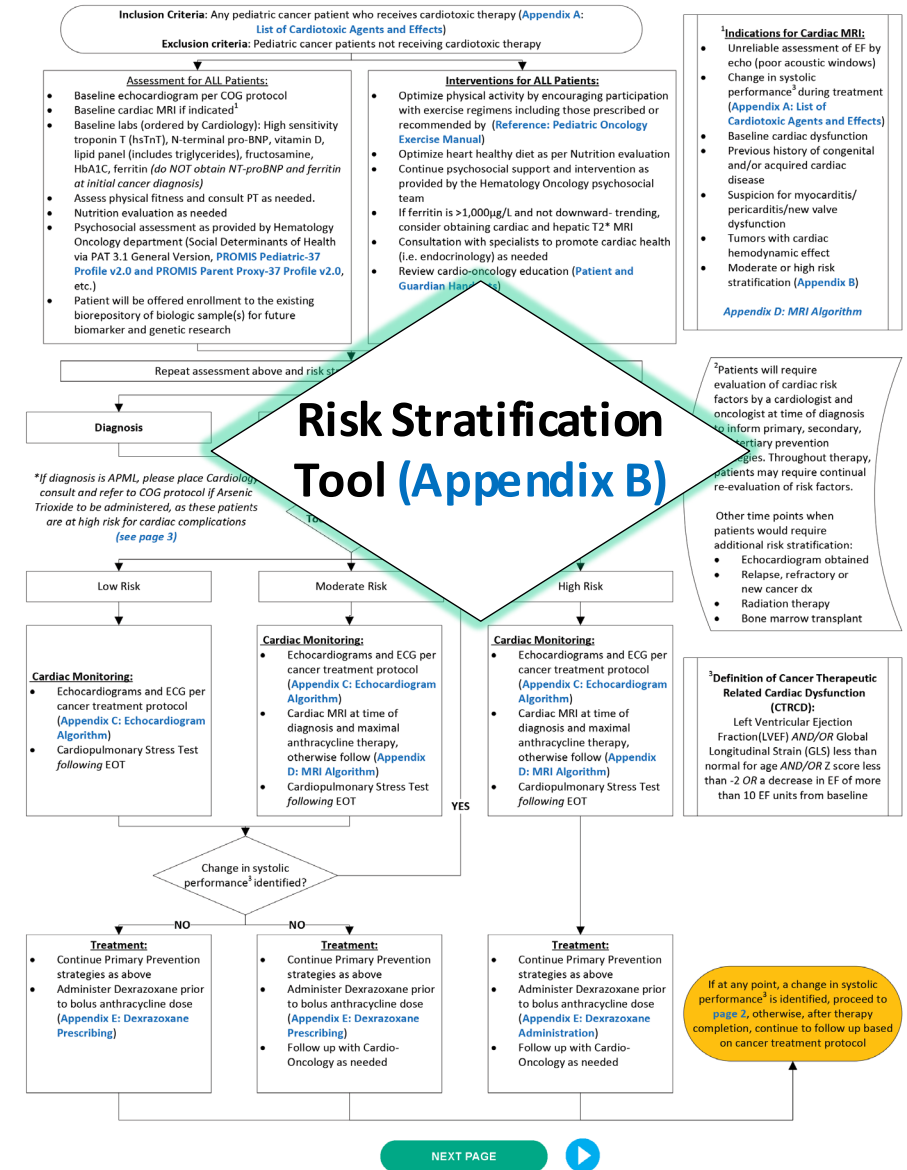 Inclusion Criteria: Any pediatric cancer patient who receives cardiotoxic therapy (Appendix A:
List of Cardiotoxic Agents and Effects)
Exclusion criteria: Pediatric cancer patients not receiving cardiotoxic therapy
Assessment for ALL Patients:
• Baseline echocardiogram per COG protocol
• Baseline cardiac MRI if indicated1
• Baseline labs (ordered by Cardiology): High sensitivity
troponin T (hsTnT), N-terminal pro-BNP, vitamin D,
lipid panel (includes triglycerides), fructosamine,
HbA1C, ferritin (do NOT obtain NT-proBNP and ferritin
at initial cancer diagnosis)
• Assess physical fitness and consult PT as needed.
• Nutrition evaluation as needed
• Psychosocial assessment as provided by Hematology
Oncology department (Social Determinants of Health
via PAT 3.1 General Version, PROMIS Pediatric-37
Profile v2.0 and PROMIS Parent Proxy-37 Profile v2.0,
etc.)
• Patient will be offered enrollment to the existing
biorepository of biologic sample(s) for future
biomarker and genetic research
Interventions for ALL Patients:
• Optimize physical activity by encouraging participation
with exercise regimens including those prescribed or
recommended by (Reference: Pediatric Oncology
Exercise Manual)
• Optimize heart healthy diet as per Nutrition evaluation
• Continue psychosocial support and intervention as
provided by the Hematology Oncology psychosocial
team
• If ferritin is >1,000µg/L and not downward- trending,
consider obtaining cardiac and hepatic T2* MRI
• Consultation with specialists to promote cardiac health
(i.e. endocrinology) as needed
• Review cardio-oncology education (Patient and
Guardian
1Indications for Cardiac MRI:
• Unreliable assessment of EF by
echo (poor acoustic windows)
• Change in systolic
performance3 during treatment
(Appendix A: List of
Cardiotoxic Agents and Effects)
• Baseline cardiac dysfunction
• Previous history of congenital
and/or acquired cardiac
disease
• Suspicion for myocarditis/
pericarditis/new valve
dysfunction
• Tumors with cardiac
hemodynamic effect
• Moderate or high risk
stratification (Appendix B)
Appendix D: MRI Algorithm
Repeat assessment above and risk
Diagnosis
Risk Stratification
Tool (Appendix B)
*If diagnosis is APML, please place Cardiology
consult and refer to COG protocol if Arsenic
Trioxide to be administered, as these patients
are at high risk for cardiac complications
(see page 3)
2Patients will require
evaluation of cardiac risk
factors by a cardiologist and
oncologist at time of diagnosis
to inform primary, secondary,
tertiary prevention
Throughout therapy,
patients may require continual
re-evaluation of risk factors.
Other time points when
patients would require
additional risk stratification:
• Echocardiogram obtained
• Relapse, refractory or
new cancer dx
• Radiation therapy
• Bone marrow transplant
Low Risk
Moderate Risk
High Risk
Cardiac Monitoring:
• Echocardiograms and ECG per
cancer treatment protocol
(Appendix C: Echocardiogram
Algorithm)
• Cardiopulmonary Stress Test
following EOT
Cardiac Monitoring:
• Echocardiograms and ECG per
cancer treatment protocol
(Appendix C: Echocardiogram
Algorithm)
• Cardiac MRI at time of
diagnosis and maximal
anthracycline therapy,
otherwise follow (Appendix
D: MRI Algorithm)
• Cardiopulmonary Stress Test
following EOT
Cardiac Monitoring:
• Echocardiograms and ECG per
cancer treatment protocol
(Appendix C: Echocardiogram
Algorithm)
• Cardiac MRI at time of
diagnosis and maximal
anthracycline therapy,
otherwise follow (Appendix
D: MRI Algorithm)
• Cardiopulmonary Stress Test
following EOT
3Definition of Cancer Therapeutic
Related Cardiac Dysfunction
(CTRCD):
Left Ventricular Ejection
Fraction(LVEF) AND/OR Global
Longitudinal Strain (GLS) less than
normal for age AND/OR Z score less
than -2 OR a decrease in EF of more
than 10 EF units from baseline
YES
Change in systolic
performance3 identified?
NO
NO
Treatment:
• Continue Primary Prevention
strategies as above
• Administer Dexrazoxane prior
to bolus anthracycline dose
(Appendix E: Dexrazoxane
Prescribing)
Treatment:
• Continue Primary Prevention
strategies as above
• Administer Dexrazoxane prior
to bolus anthracycline dose
(Appendix E: Dexrazoxane
Prescribing)
• Follow up with Cardio-
Oncology as needed
Treatment:
• Continue Primary Prevention
strategies as above
• Administer Dexrazoxane prior
to bolus anthracycline dose
(Appendix E: Dexrazoxane
Administration)
• Follow up with Cardio-
Oncology as needed
If at any point, a change in systolic
performance3 is identified, proceed to
page 2, otherwise, after therapy
completion, continue to follow up based
on cancer treatment protocol
NEXT PAGE